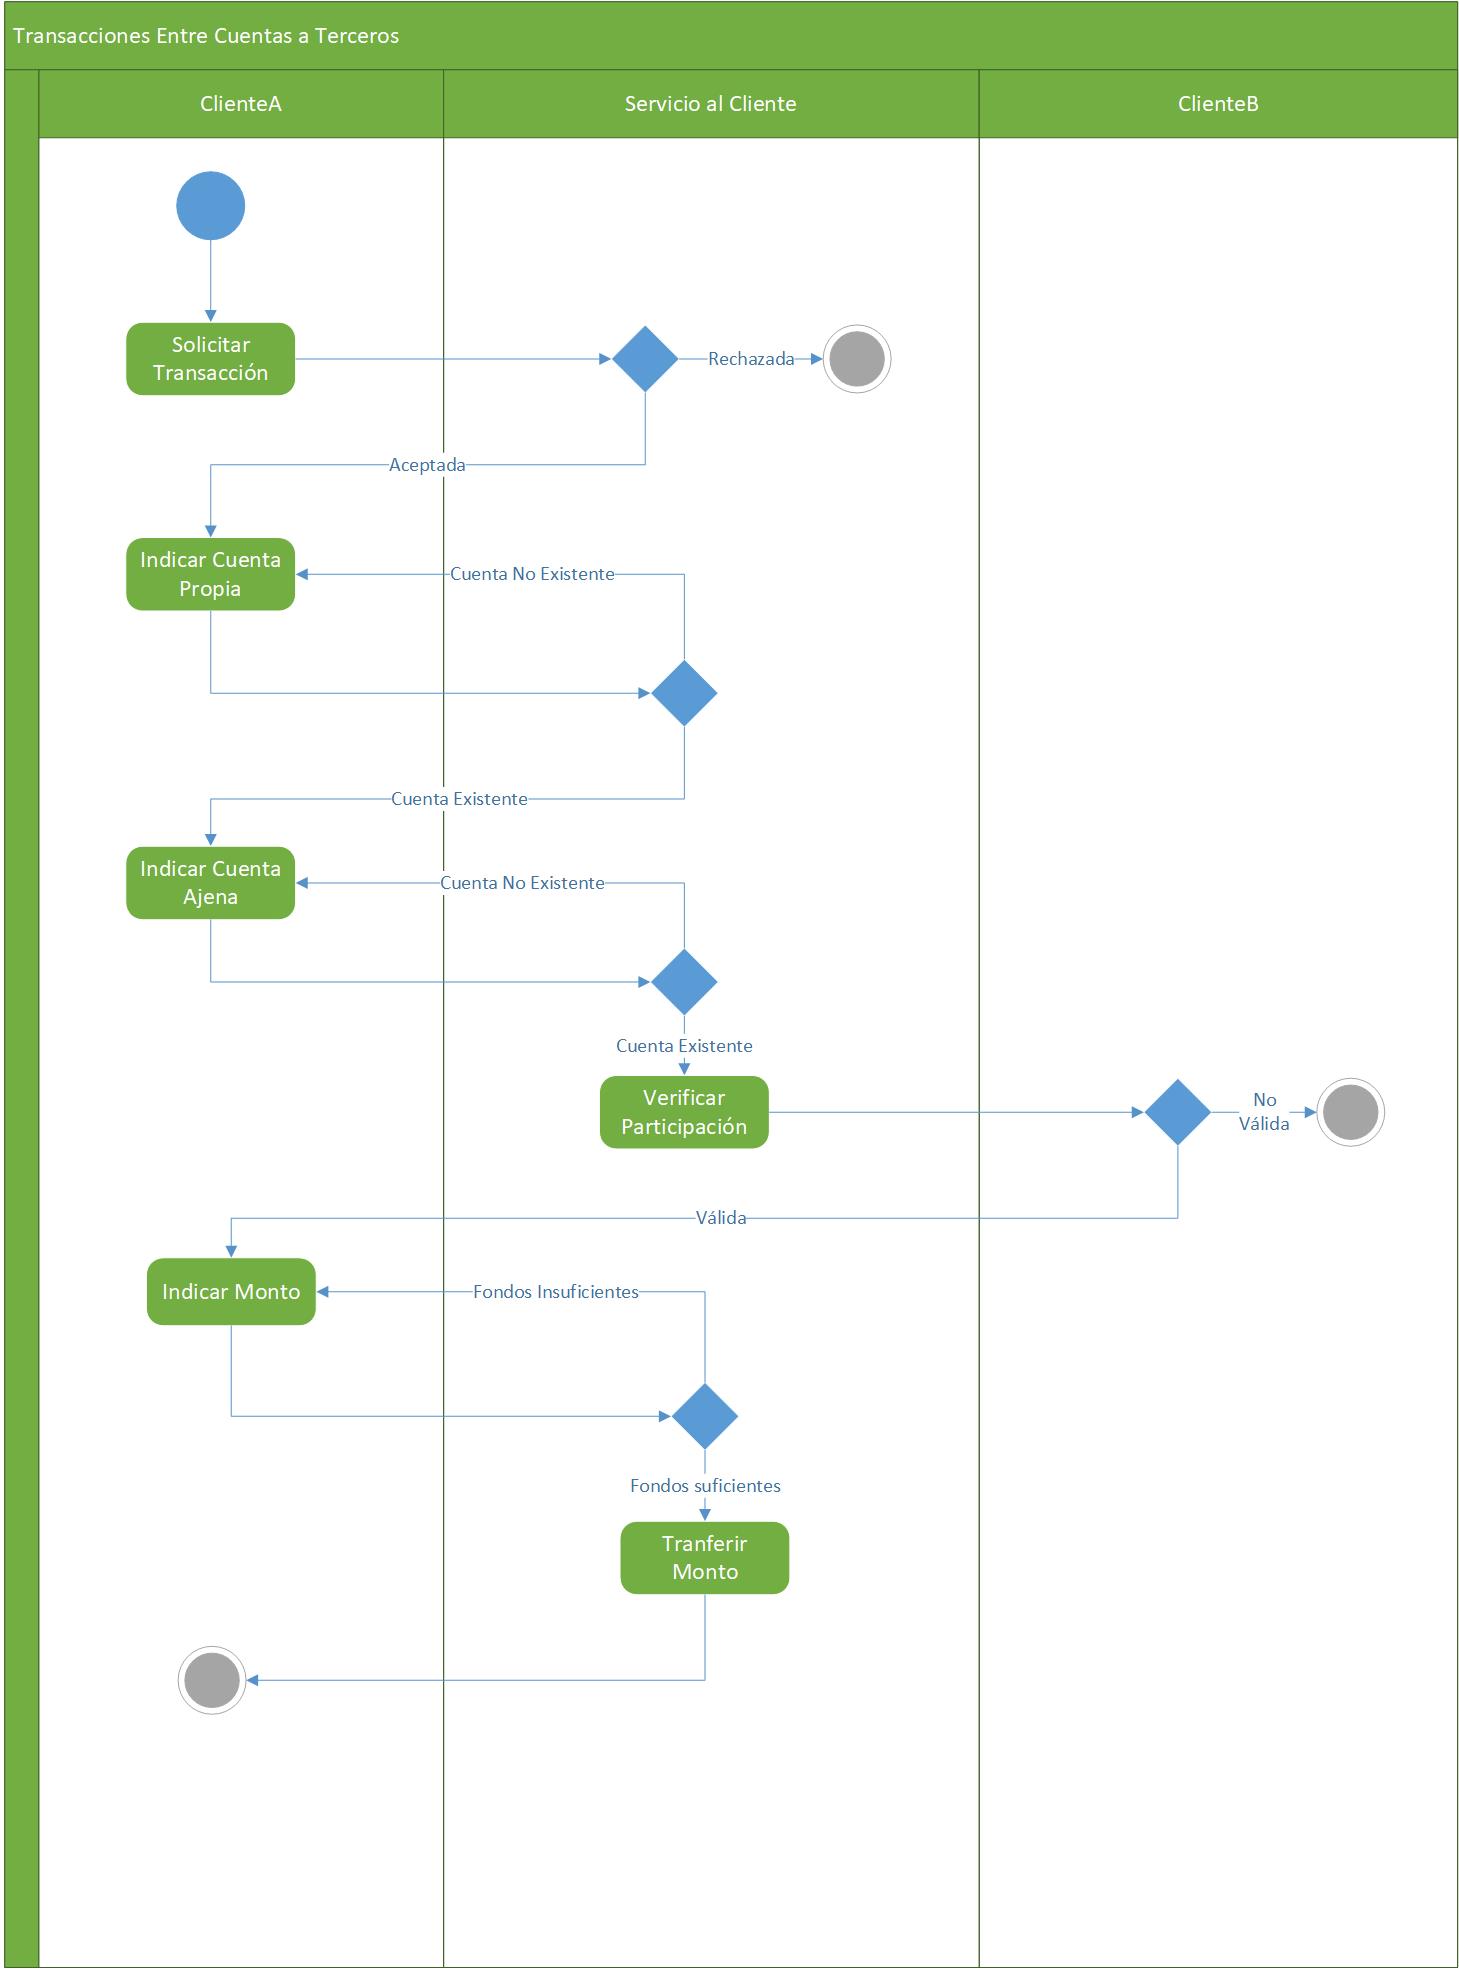 Transacciones Entre Cuentas a Terceros
ClienteA
Servicio al Cliente
ClienteB
Solicitar
Transacción
Rechazada
Aceptada
Indicar Cuenta
Propia
Cuenta No Existente
Cuenta Existente
Indicar Cuenta
Ajena
Cuenta No Existente
Cuenta Existente
Verificar
Participación
No
Válida
Válida
Indicar Monto
Fondos Insuficientes
Fondos suficientes
Tranferir
Monto